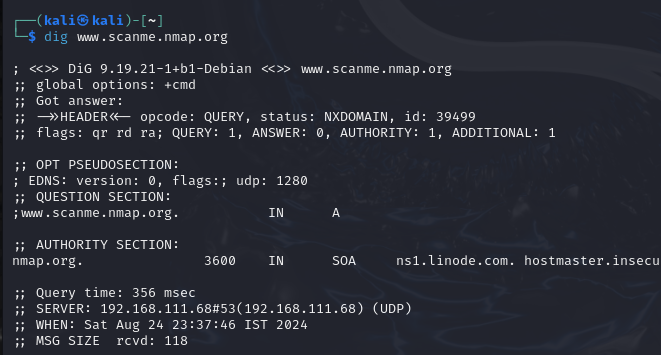 ┌──(kali㉿kali)-[~]
└─$ dig www.scanme.nmap.org
; <<>> DiG 9.19.21-1+b1-Debian <<>> www.scanme.nmap.org
;; global options: +cmd
;; Got answer:
;; ->>HEADER<<- opcode: QUERY, status: NXDOMAIN, id: 39499
;; flags: qr rd ra; QUERY: 1, ANSWER: 0, AUTHORITY: 1, ADDITIONAL: 1
;; OPT PSEUDOSECTION:
; EDNS: version: 0, flags:; udp: 1280
;; QUESTION SECTION:
;www.scanme.nmap.org. IN A
;; AUTHORITY SECTION:
nmap.org. 3600 IN SOA ns1.linode.com. hostmaster.insecu
;; Query time: 356 msec
;; SERVER: 192.168.111.68#53(192.168.111.68) (UDP)
;; WHEN: Sat Aug 24 23:37:46 IST 2024
;; MSG SIZE rcvd: 118